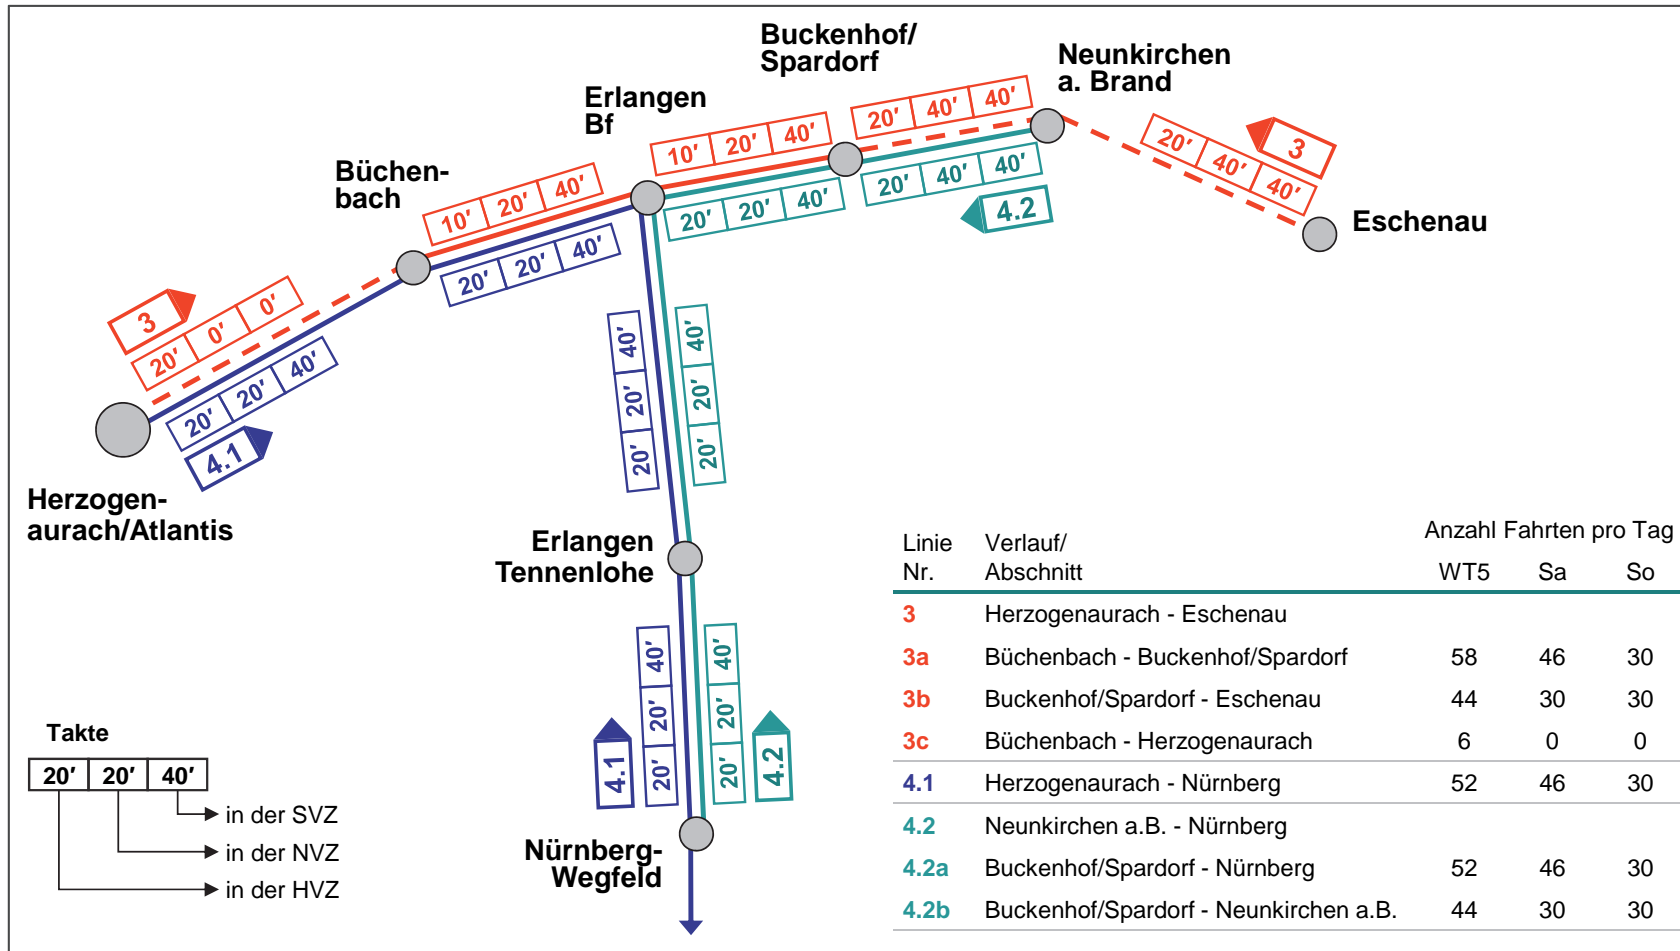 Buckenhof/
Spardorf
Neunkirchen
a. Brand
Erlangen
Bf
Büchen-
bach
10′ 20′ 40′
10′ 20′ 40′
20′ 40′ 40′
20′ 40′ 40′
3
Eschenau
20′ 20′ 40′
20′ 20′ 40′
20′ 40′ 40′
4.2
3
20′ 0′ 0′
20′ 20′ 40′
4.1
Herzogen-
aurach/Atlantis
20′ 20′ 40′
20′ 20′ 40′
Erlangen
Tennenlohe
20′ 20′ 40′
20′ 20′ 40′
4.1
4.2
Nürnberg-
Wegfeld
Takte
20′ 20′ 40′
in der SVZ
in der NVZ
in der HVZ
Linie Verlauf/ Anzahl Fahrten pro Tag
Nr. Abschnitt WT5 Sa So
3 Herzogenaurach - Eschenau
3a Büchenbach - Buckenhof/Spardorf 58 46 30
3b Buckenhof/Spardorf - Eschenau 44 30 30
3c Büchenbach - Herzogenaurach 6 0 0
4.1 Herzogenaurach - Nürnberg 52 46 30
4.2 Neunkirchen a.B. - Nürnberg
4.2a Buckenhof/Spardorf - Nürnberg 52 46 30
4.2b Buckenhof/Spardorf - Neunkirchen a.B. 44 30 30